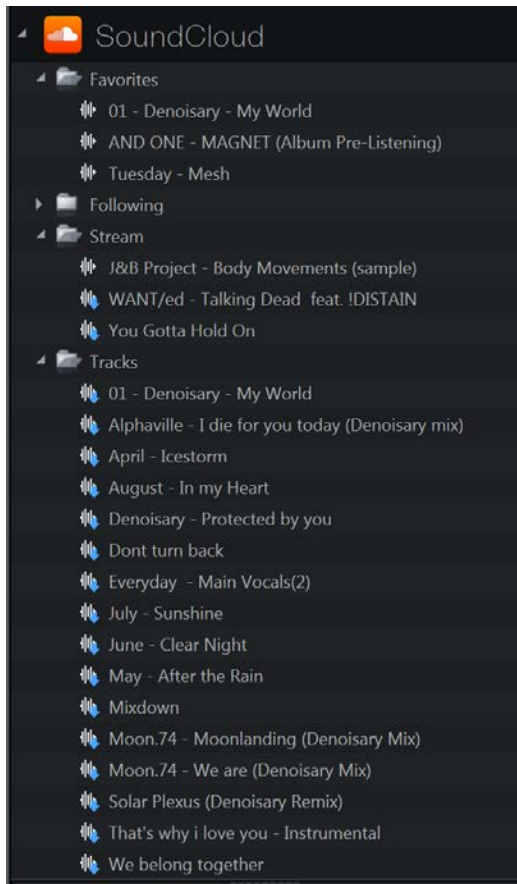 SoundCloud
Favorites
01 - Denoisary - My World
AND ONE - MAGNET (Album Pre-Listening)
Tuesday - Mesh
Following
Stream
J&B Project - Body Movements (sample)
WANT/ed - Talking Dead  feat. !DISTAIN
You Gotta Hold On
Tracks
01 - Denoisary - My World
Alphaville - I die for you today (Denoisary mix)
April - Icestorm
August - In my Heart
Denoisary - Protected by you
Dont turn back
Everyday  - Main Vocals(2)
July - Sunshine
June - Clear Night
May - After the Rain
Mixdown
Moon.74 - Moonlanding (Denoisary Mix)
Moon.74 - We are (Denoisary Mix)
Solar Plexus (Denoisary Remix)
That's why i love you - Instrumental
We belong together